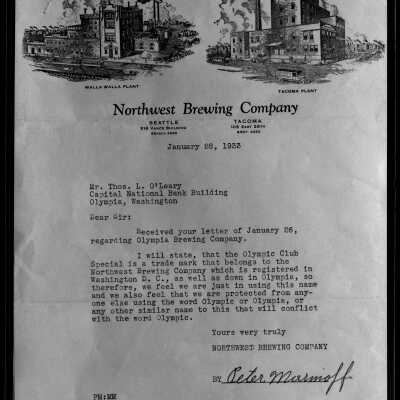 WALLA WALLA PLANT
TACOMA PLANT
Northwest Brewing Company
SEATTLE
TACOMA
VANCE BUILDING
EAST 26TH
January 28, 1933
Mr. Thos. L. O'Leary
Capital National Bank Building
Olympia, Washington
Dear Sir:
Received your letter of January 26,
regarding Olympia Brewing Company.
I will state, that the Olympic Club
Special is a trade mark that belongs to the
Northwest Brewing Company which is registered in
Washington D. C., as well as down in Olympia, so
therefore, we feel we are just in using this name
and we also feel that we are protected from any-
one else using the word Olympic or Olympia, or
any other similar name to this that will conflict
with the word Olympic.
Yours very truly
NORTHWEST BREWING COMPANY
BY Peter Marinoff
PM:MM